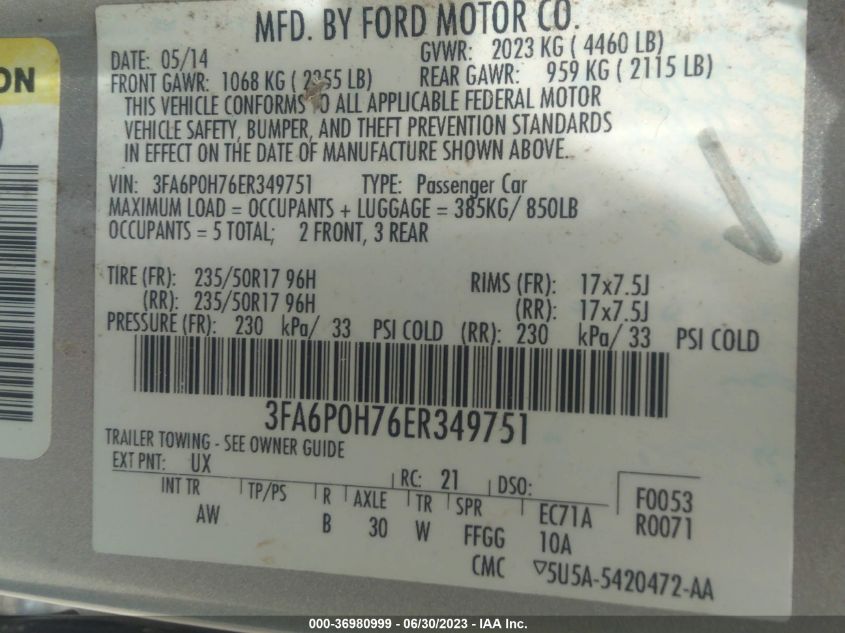 MFD. BY FORD MOTOR CO.
DATE: 05/14 GVWR: 2023 KG ( 4460 LB)
FRONT GAWR: 1068 KG ( 2355 LB) REAR GAWR: 959 KG ( 2115 LB)
THIS VEHICLE CONFORMS TO ALL APPLICABLE FEDERAL MOTOR
VEHICLE SAFETY, BUMPER, AND THEFT PREVENTION STANDARDS
IN EFFECT ON THE DATE OF MANUFACTURE SHOWN ABOVE.
VIN: 3FA6P0H76ER349751 TYPE: Passenger Car
MAXIMUM LOAD = OCCUPANTS + LUGGAGE = 385KG/ 850LB
OCCUPANTS = 5 TOTAL; 2 FRONT, 3 REAR
TIRE (FR): 235/50R17 96H RIMS (FR): 17x7.5J
(RR): 235/50R17 96H (RR): 17x7.5J
PRESSURE (FR): 230 kPa/ 33 PSI COLD (RR): 230 kPa/ 33 PSI COLD
3FA6P0H76ER349751
TRAILER TOWING - SEE OWNER GUIDE
EXT PNT: UX RC: 21 DSO:
INT TR TP/PS R AXLE TR SPR EC71A F0053
AW B 30 W FFGG 10A R0071
CMC ▽5U5A-5420472-AA
ON
000-36980999 - 06/30/2023 - IAA Inc.